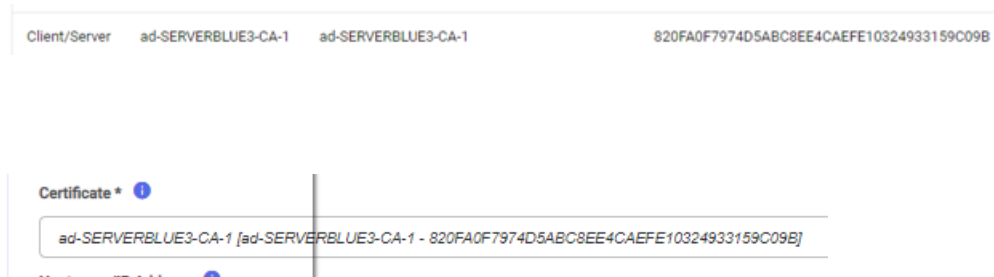 Client/Server ad-SERVERBLUE3-CA-1 ad-SERVERBLUE3-CA-1 820FA0F7974D5ABC8EE4CAEFE10324933159C09B
Certificate *
ad-SERVERBLUE3-CA-1 [ad-SERVERBLUE3-CA-1 - 820FA0F7974D5ABC8EE4CAEFE10324933159C09B]